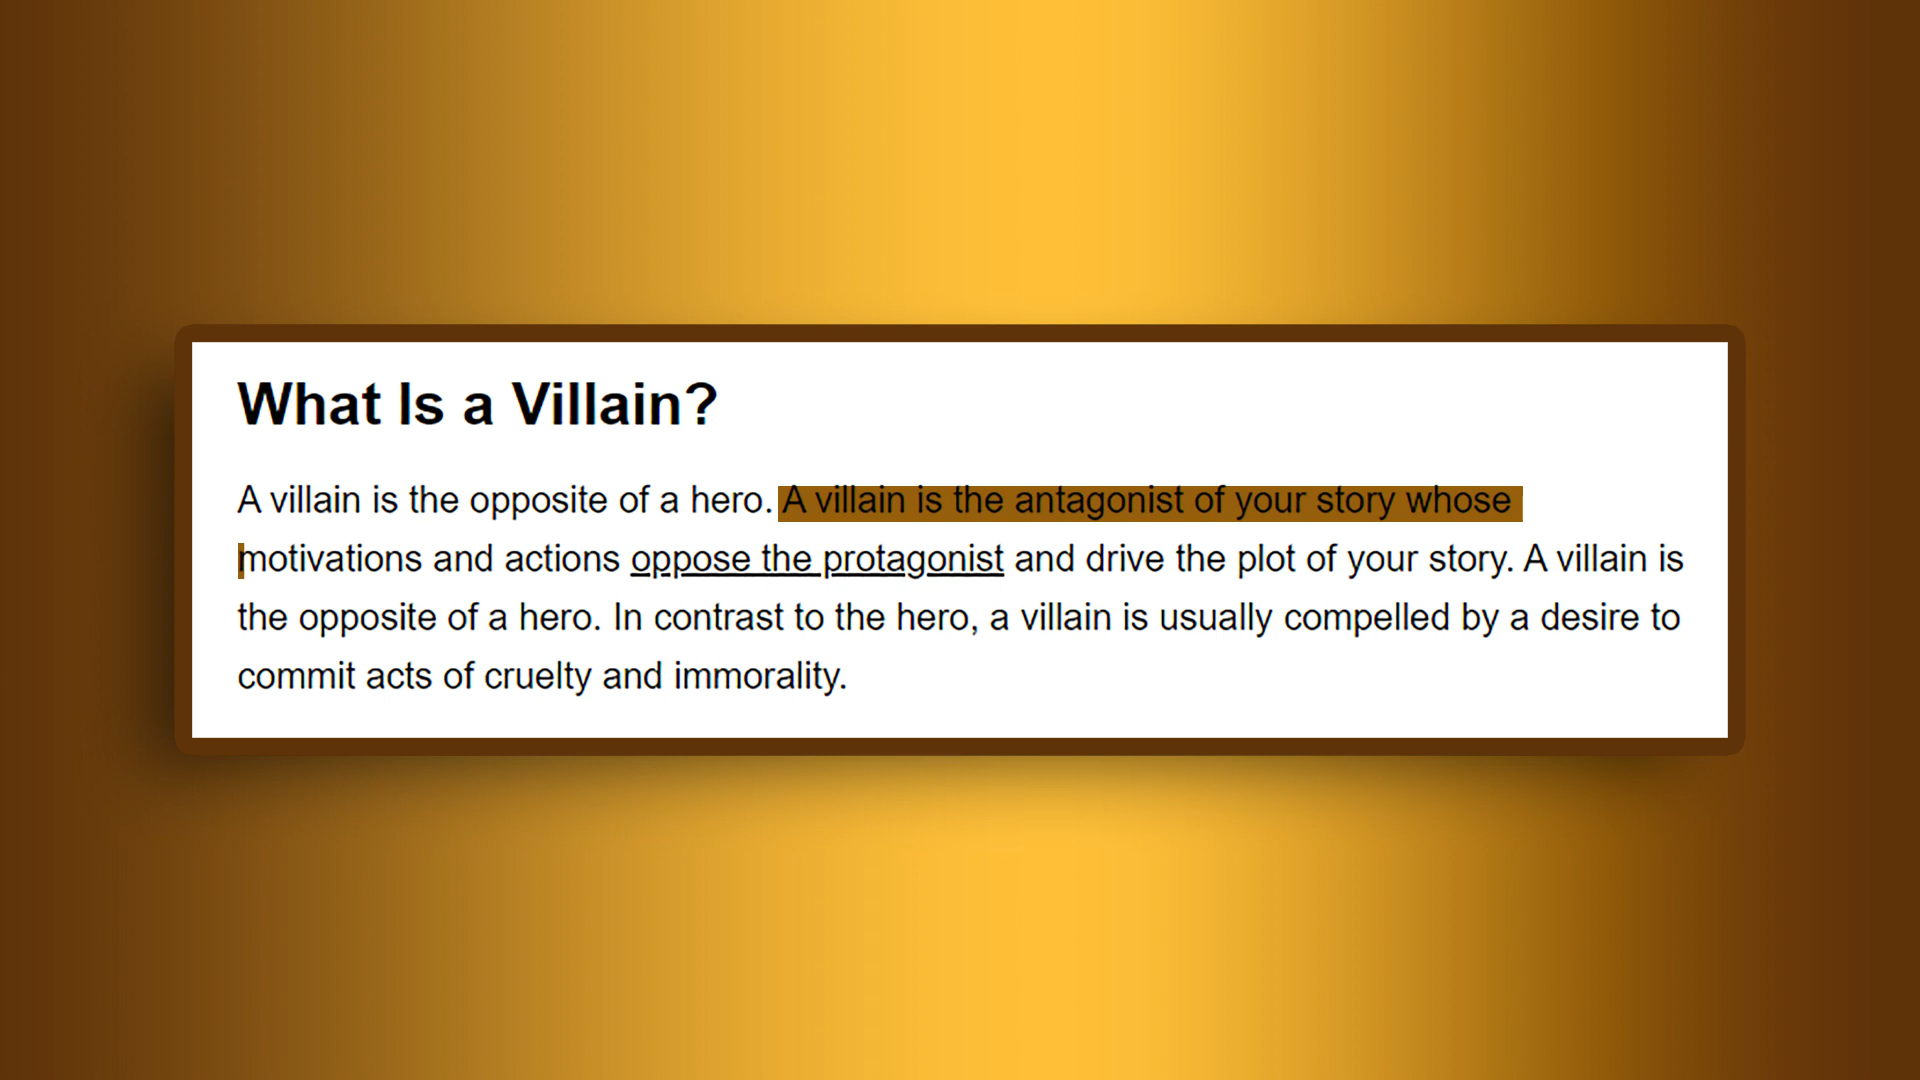 What Is a Villain?
A villain is the opposite of a hero. A villain is the antagonist of your story whose
motivations and actions oppose the protagonist and drive the plot of your story. A villain is
the opposite of a hero. In contrast to the hero, a villain is usually compelled by a desire to
commit acts of cruelty and immorality.